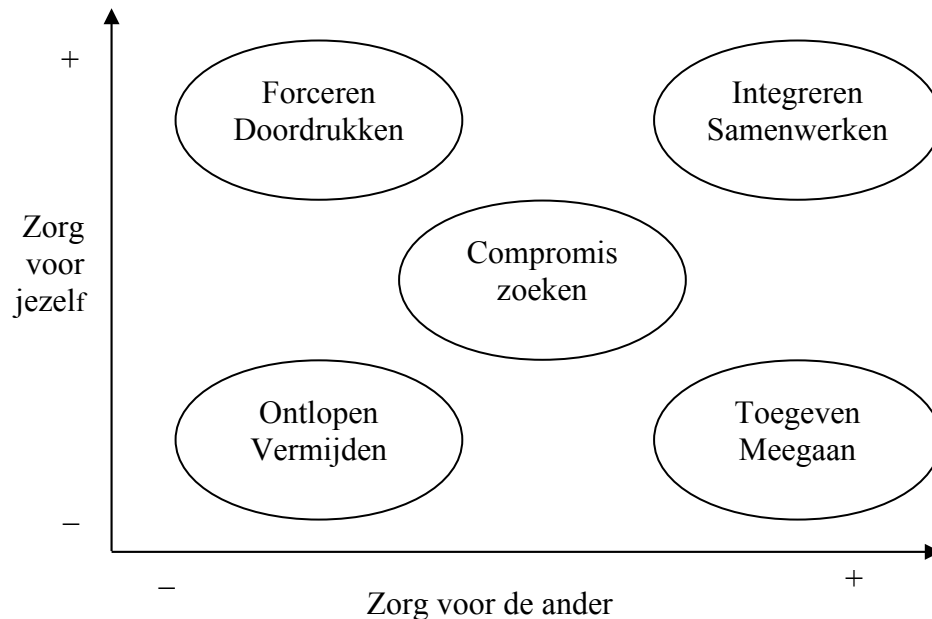 +
Forceren
Doordrukken
Integreren
Samenwerken
Zorg
voor
jezelf
Compromis
zoeken
Ontlopen
Vermijden
Toegeven
Meegaan
–
–
+
Zorg voor de ander